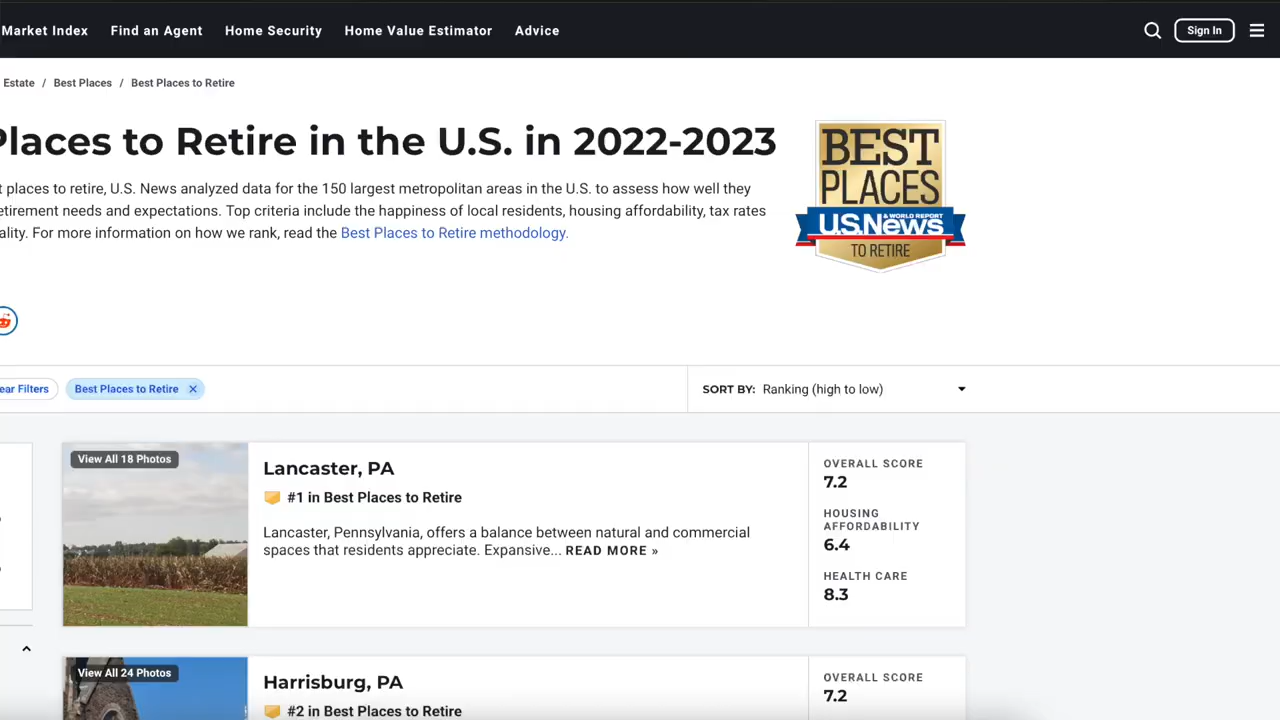 Market Index Find an Agent Home Security Home Value Estimator Advice Sign In
Estate / Best Places / Best Places to Retire
Places to Retire in the U.S. in 2022-2023
places to retire, U.S. News analyzed data for the 150 largest metropolitan areas in the U.S. to assess how well they
etirement needs and expectations. Top criteria include the happiness of local residents, housing affordability, tax rates
ality. For more information on how we rank, read the Best Places to Retire methodology.
BEST
PLACES
U.S.News & WORLD REPORT
TO RETIRE
ear Filters Best Places to Retire ✕
SORT BY: Ranking (high to low)
View All 18 Photos
Lancaster, PA
#1 in Best Places to Retire
Lancaster, Pennsylvania, offers a balance between natural and commercial
spaces that residents appreciate. Expansive... READ MORE »
OVERALL SCORE
7.2
HOUSING
AFFORDABILITY
6.4
HEALTH CARE
8.3
View All 24 Photos
Harrisburg, PA
#2 in Best Places to Retire
OVERALL SCORE
7.2